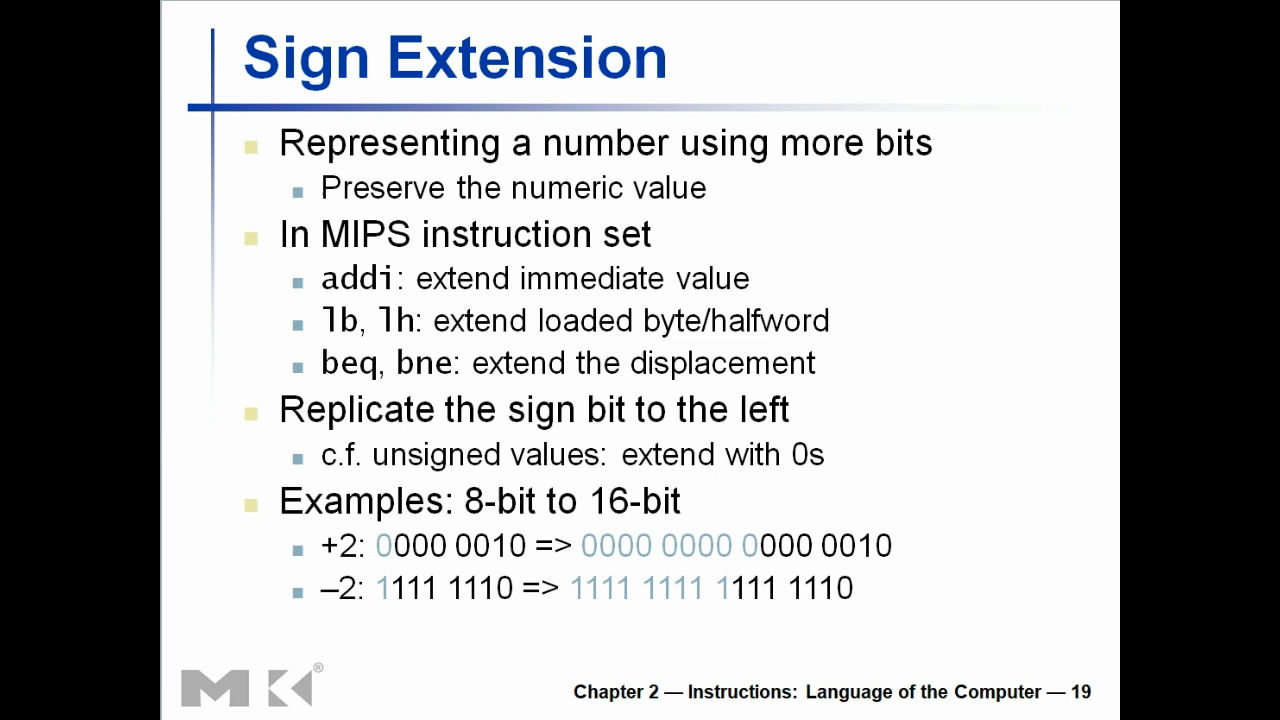 Sign Extension
Representing a number using more bits
Preserve the numeric value
In MIPS instruction set
addi: extend immediate value
lb, lh: extend loaded byte/halfword
beq, bne: extend the displacement
Replicate the sign bit to the left
c.f. unsigned values: extend with 0s
Examples: 8-bit to 16-bit
+2: 0000 0010 => 0000 0000 0000 0010
–2: 1111 1110 => 1111 1111 1111 1110
MK®
Chapter 2 — Instructions: Language of the Computer — 19